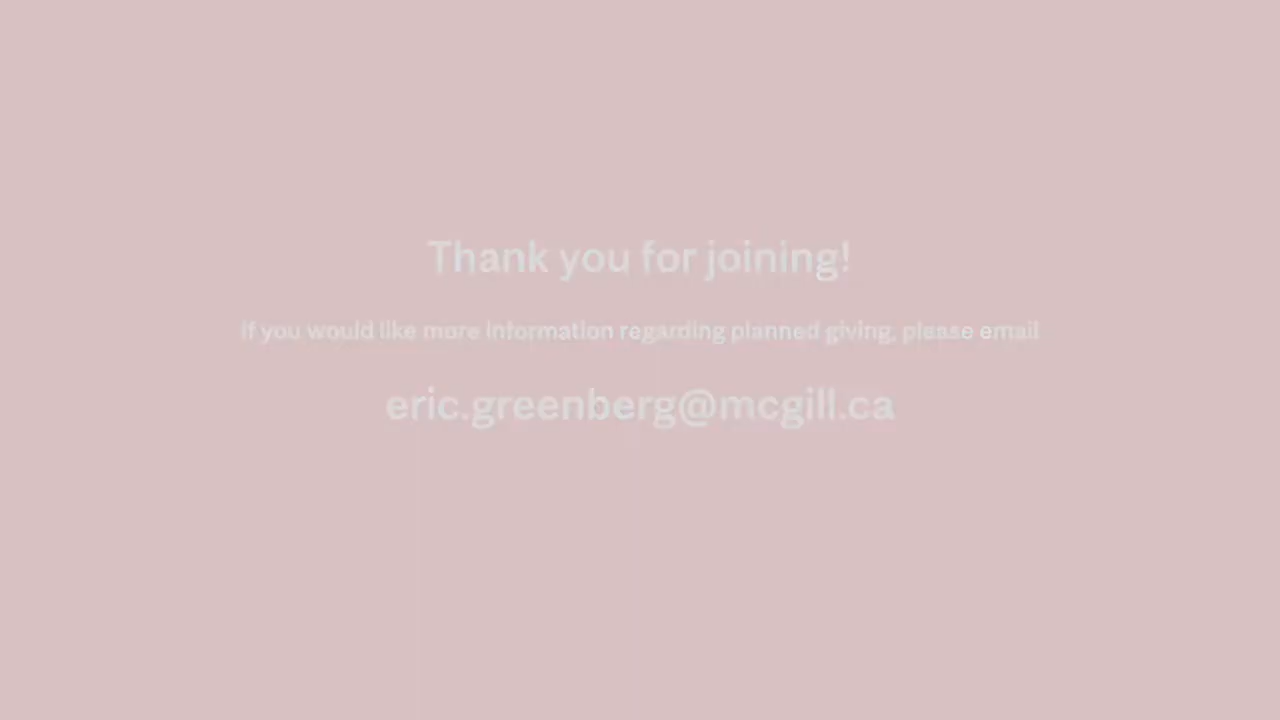 Thank you for joining!
If you would like more information regarding planned giving, please email
eric.greenberg@mcgill.ca